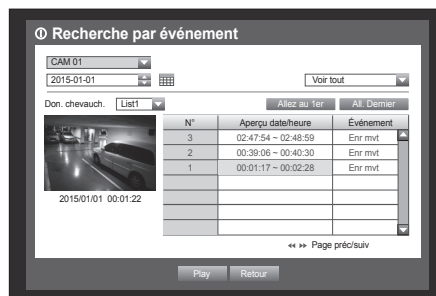 Recherche par événement
CAM 01
2015-01-01 Voir tout
Don. chevauch. List1 Allez au 1er All. Dernier
N° Aperçu date/heure Événement
3 02:47:54 ~ 02:48:59 Enr mvt
2 00:39:06 ~ 00:40:30 Enr mvt
1 00:01:17 ~ 00:02:28 Enr mvt
2015/01/01 00:01:22
Page préc/suiv
Play Retour